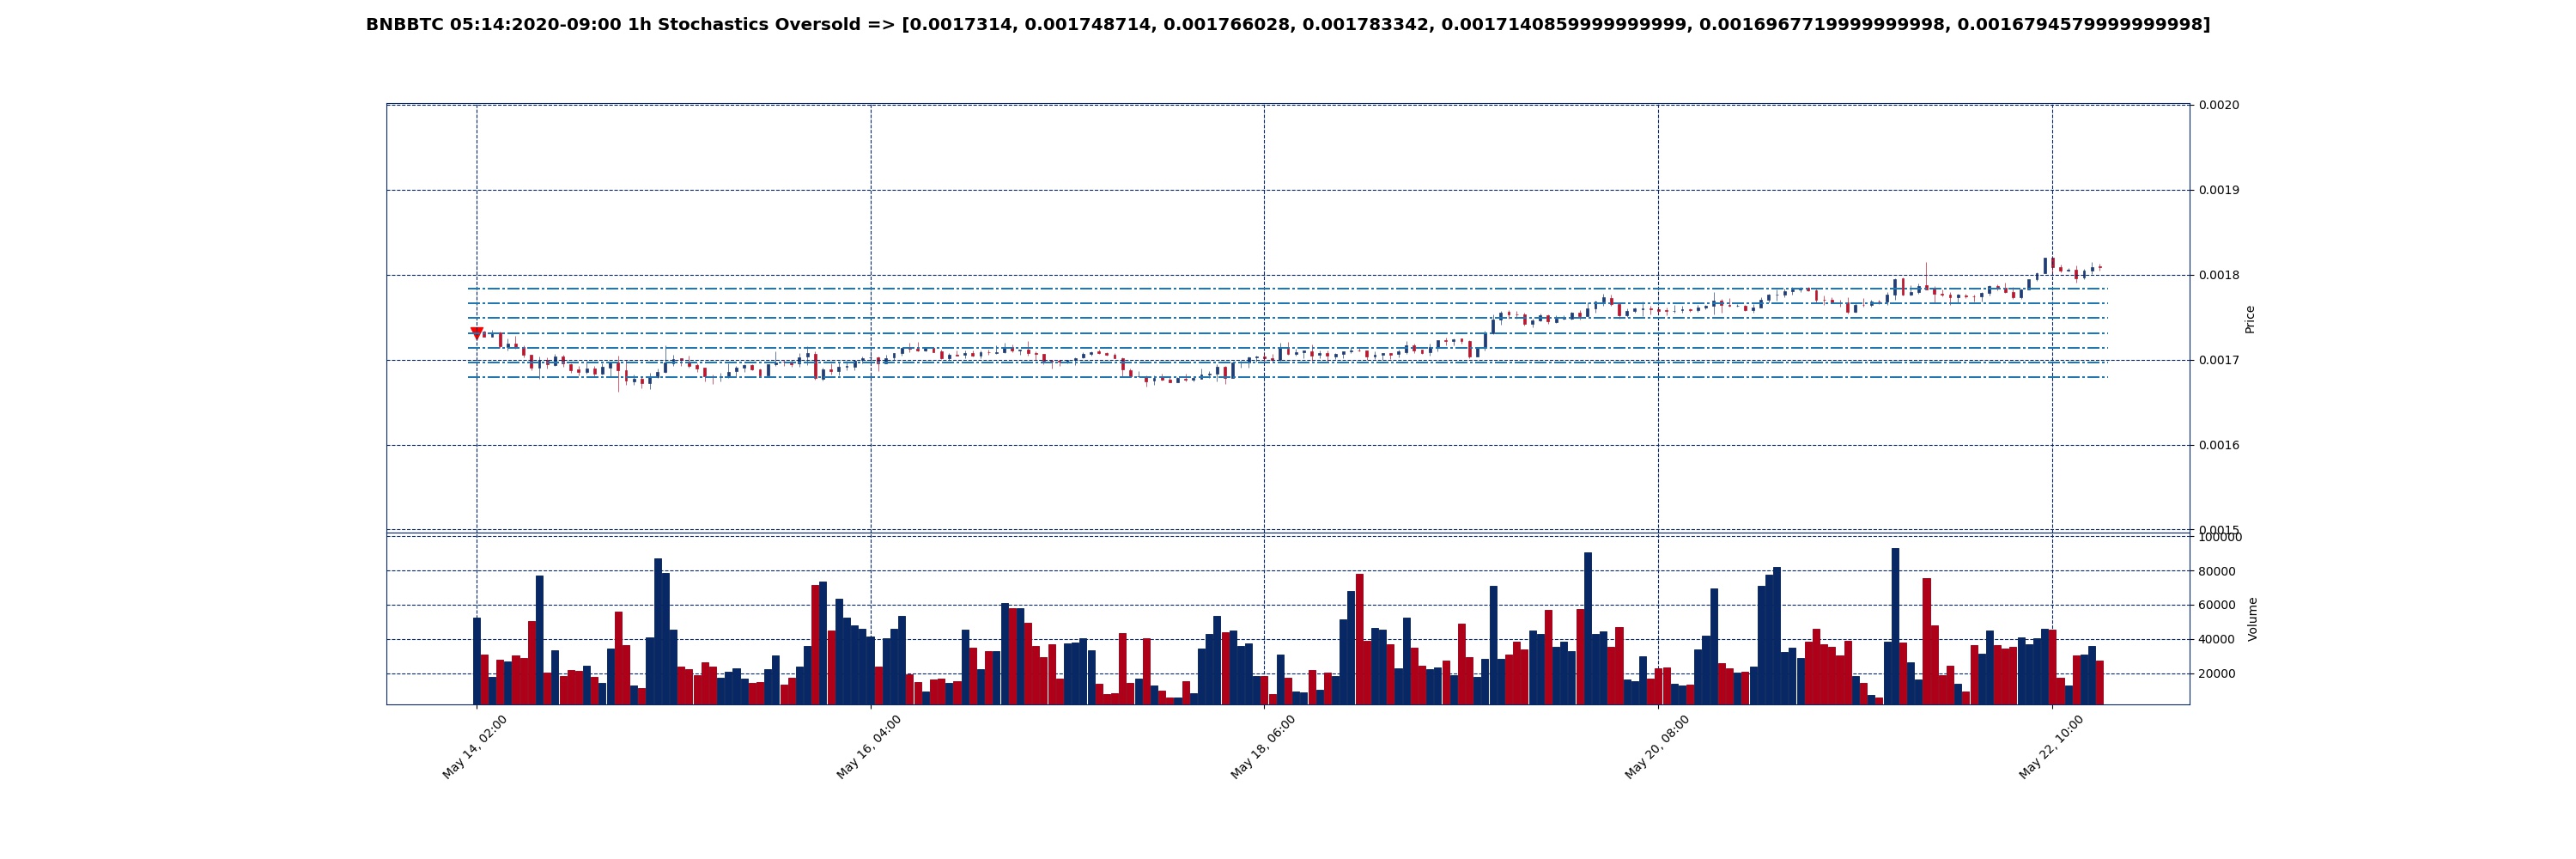 BNBBTC 05:14:2020-09:00 1h Stochastics Oversold => [0.0017314, 0.001748714, 0.001766028, 0.001783342, 0.0017140859999999999, 0.0016967719999999998, 0.0016794579999999998]
0.0020
0.0019
0.0018
0.0017
0.0016
0.0015
Price
100000
80000
60000
40000
20000
Volume
May 14, 02:00
May 16, 04:00
May 18, 06:00
May 20, 08:00
May 22, 10:00